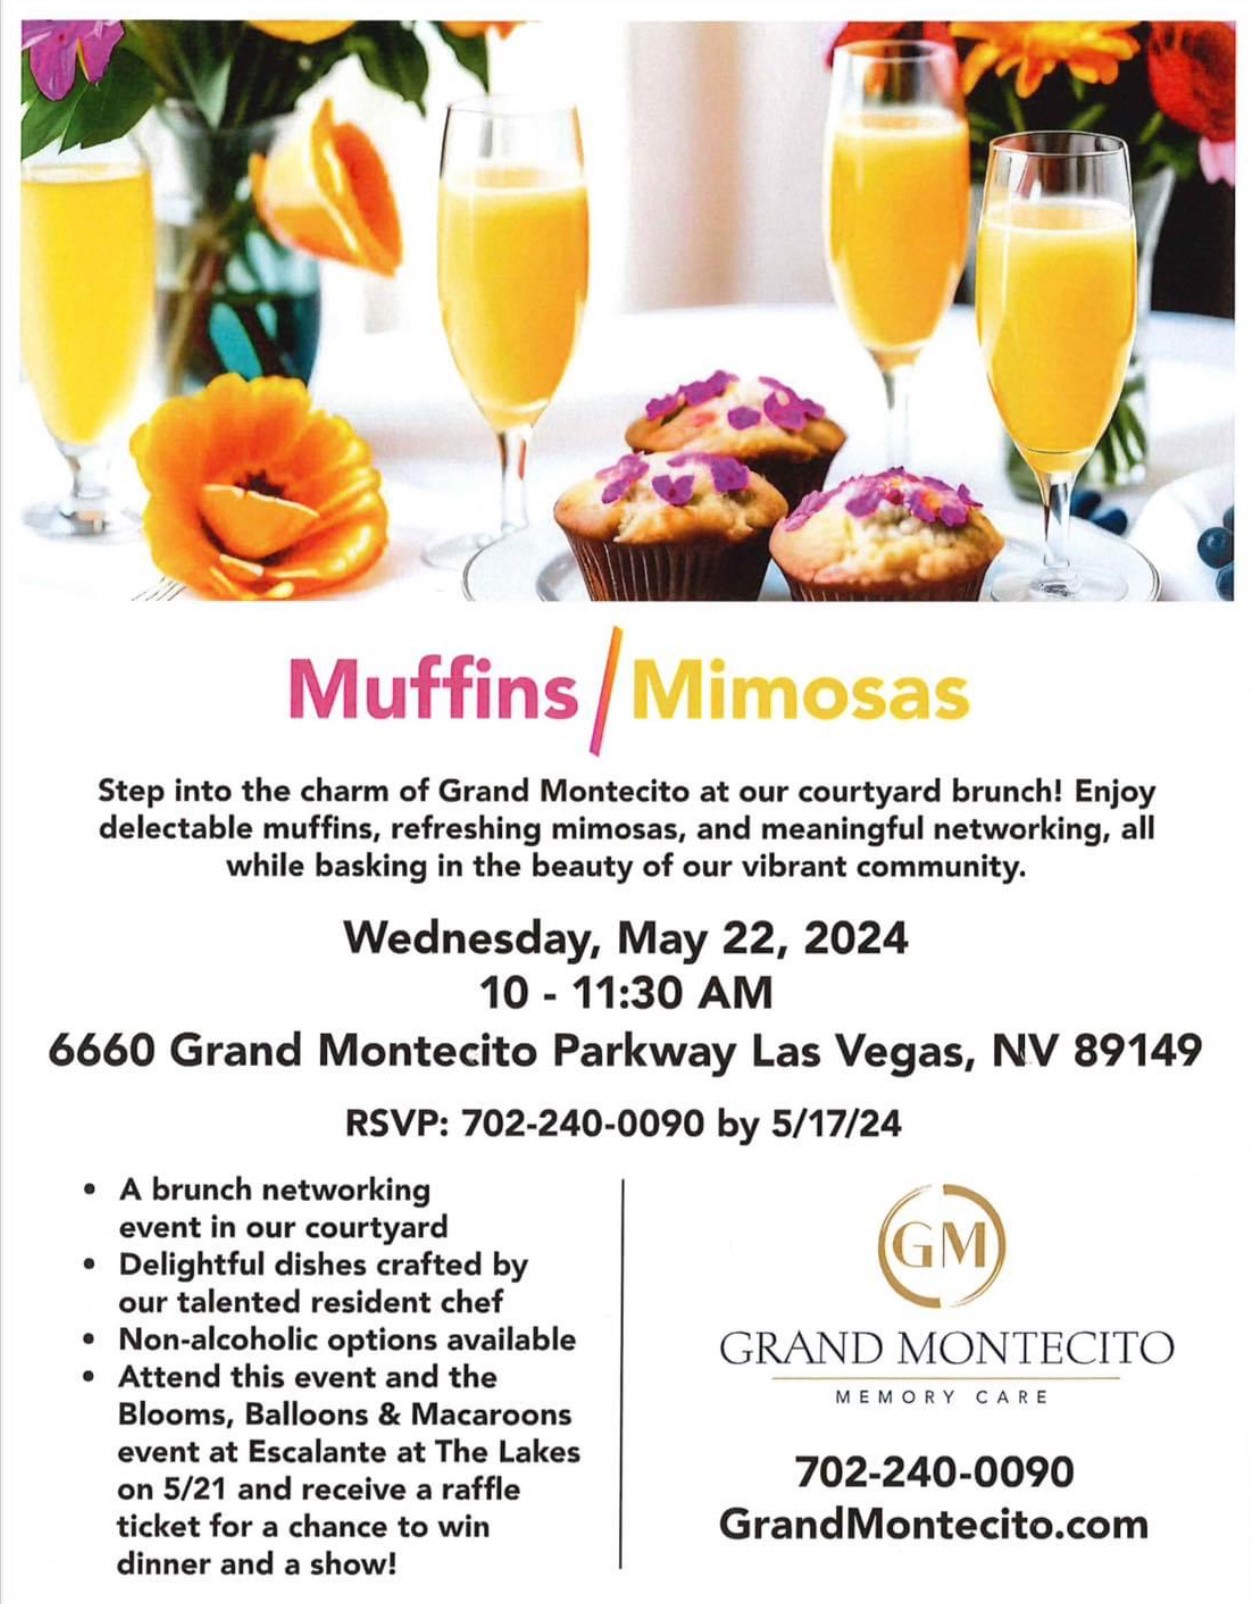 Muffins/Mimosas
Step into the charm of Grand Montecito at our courtyard brunch! Enjoy
delectable muffins, refreshing mimosas, and meaningful networking, all
while basking in the beauty of our vibrant community.
Wednesday, May 22, 2024
10 - 11:30 AM
6660 Grand Montecito Parkway Las Vegas, NV 89149
RSVP: 702-240-0090 by 5/17/24
• A brunch networking
event in our courtyard
• Delightful dishes crafted by
our talented resident chef
• Non-alcoholic options available
• Attend this event and the
Blooms, Balloons & Macaroons
event at Escalante at The Lakes
on 5/21 and receive a raffle
ticket for a chance to win
dinner and a show!
GM
GRAND MONTECITO
MEMORY CARE
702-240-0090
GrandMontecito.com